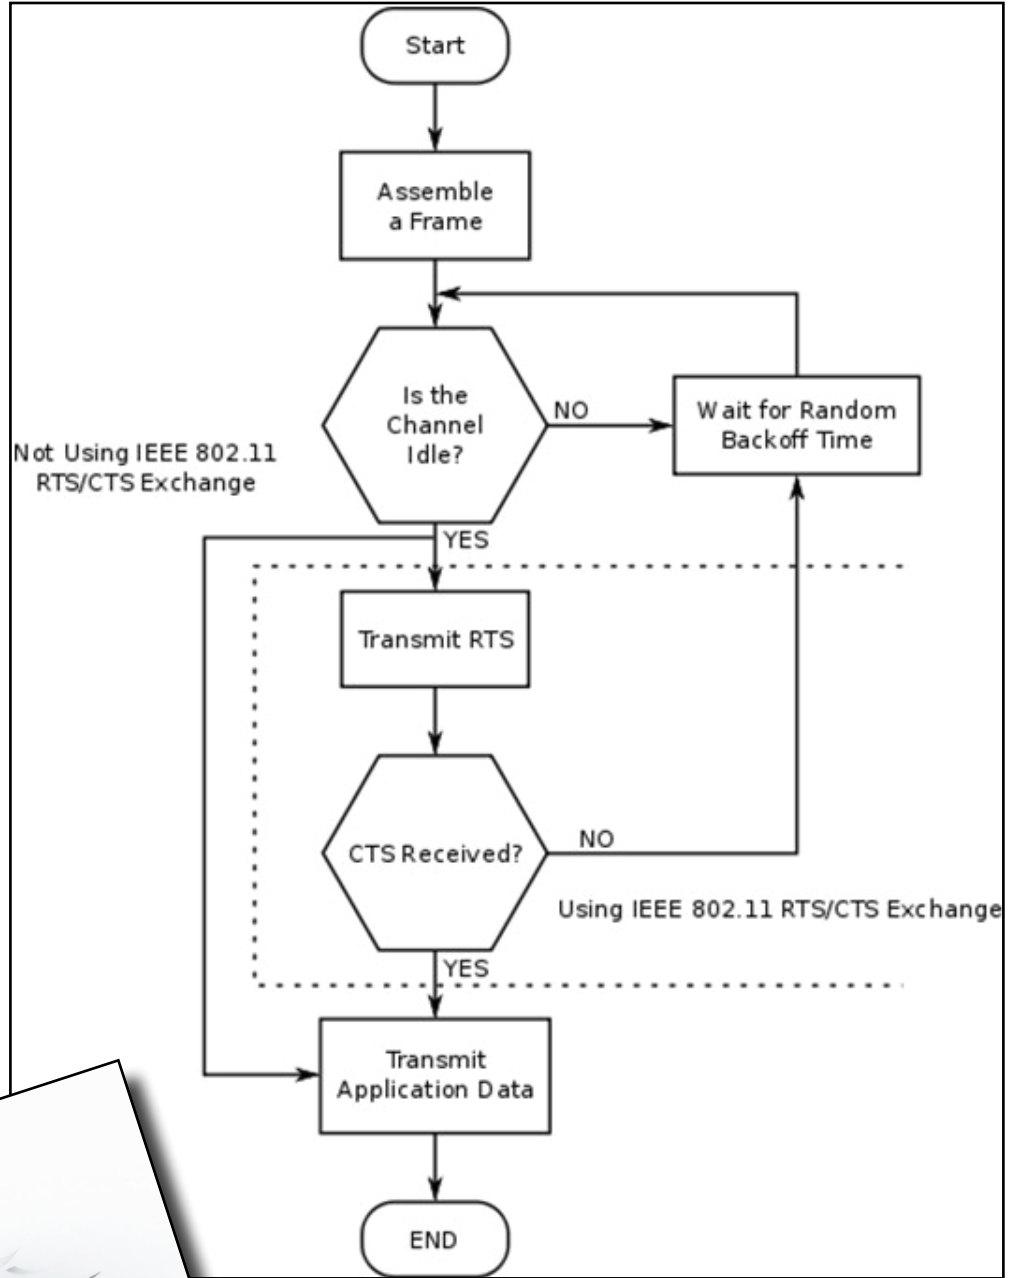 Start
Assemble
a Frame
Is the
Channel
Idle?
NO
Wait for Random
Backoff Time
Not Using IEEE 802.11
RTS/CTS Exchange
YES
Transmit RTS
CTS Received?
NO
Using IEEE 802.11 RTS/CTS Exchange
YES
Transmit
Application Data
END